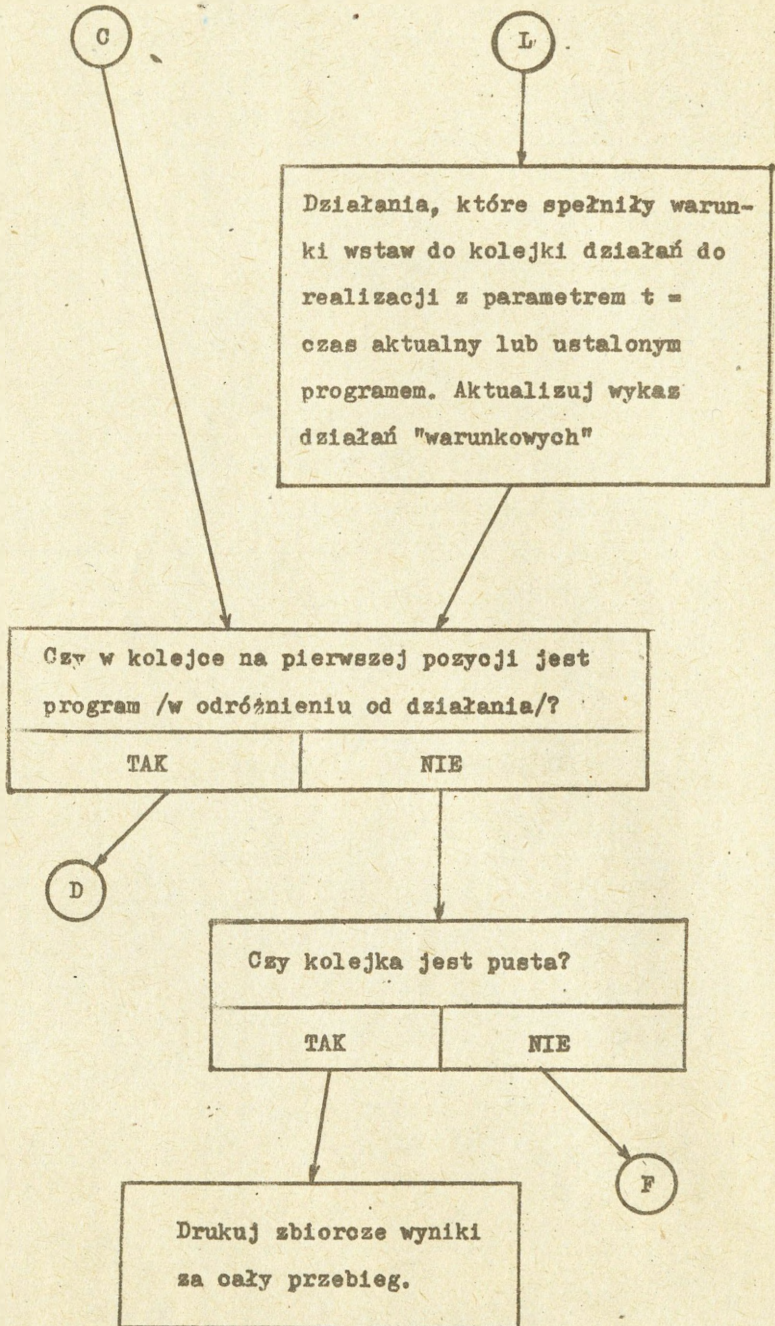 C
L
Działania, które spełniły warun-
ki wstaw do kolejki działań do
realizacji z parametrem t =
czas aktualny lub ustalonym
programem. Aktualizuj wykaz
działań "warunkowych"
Czy w kolejce na pierwszej pozycji jest
program /w odróżnieniu od działania/?
TAK NIE
D
Czy kolejka jest pusta?
TAK NIE
F
Drukuj zbiorcze wyniki
za cały przebieg.